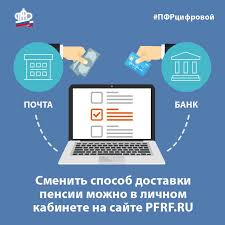 #ПФРцифровой
ПОЧТА
БАНК
Сменить способ доставки
пенсии можно в личном
кабинете на сайте PFRF.RU